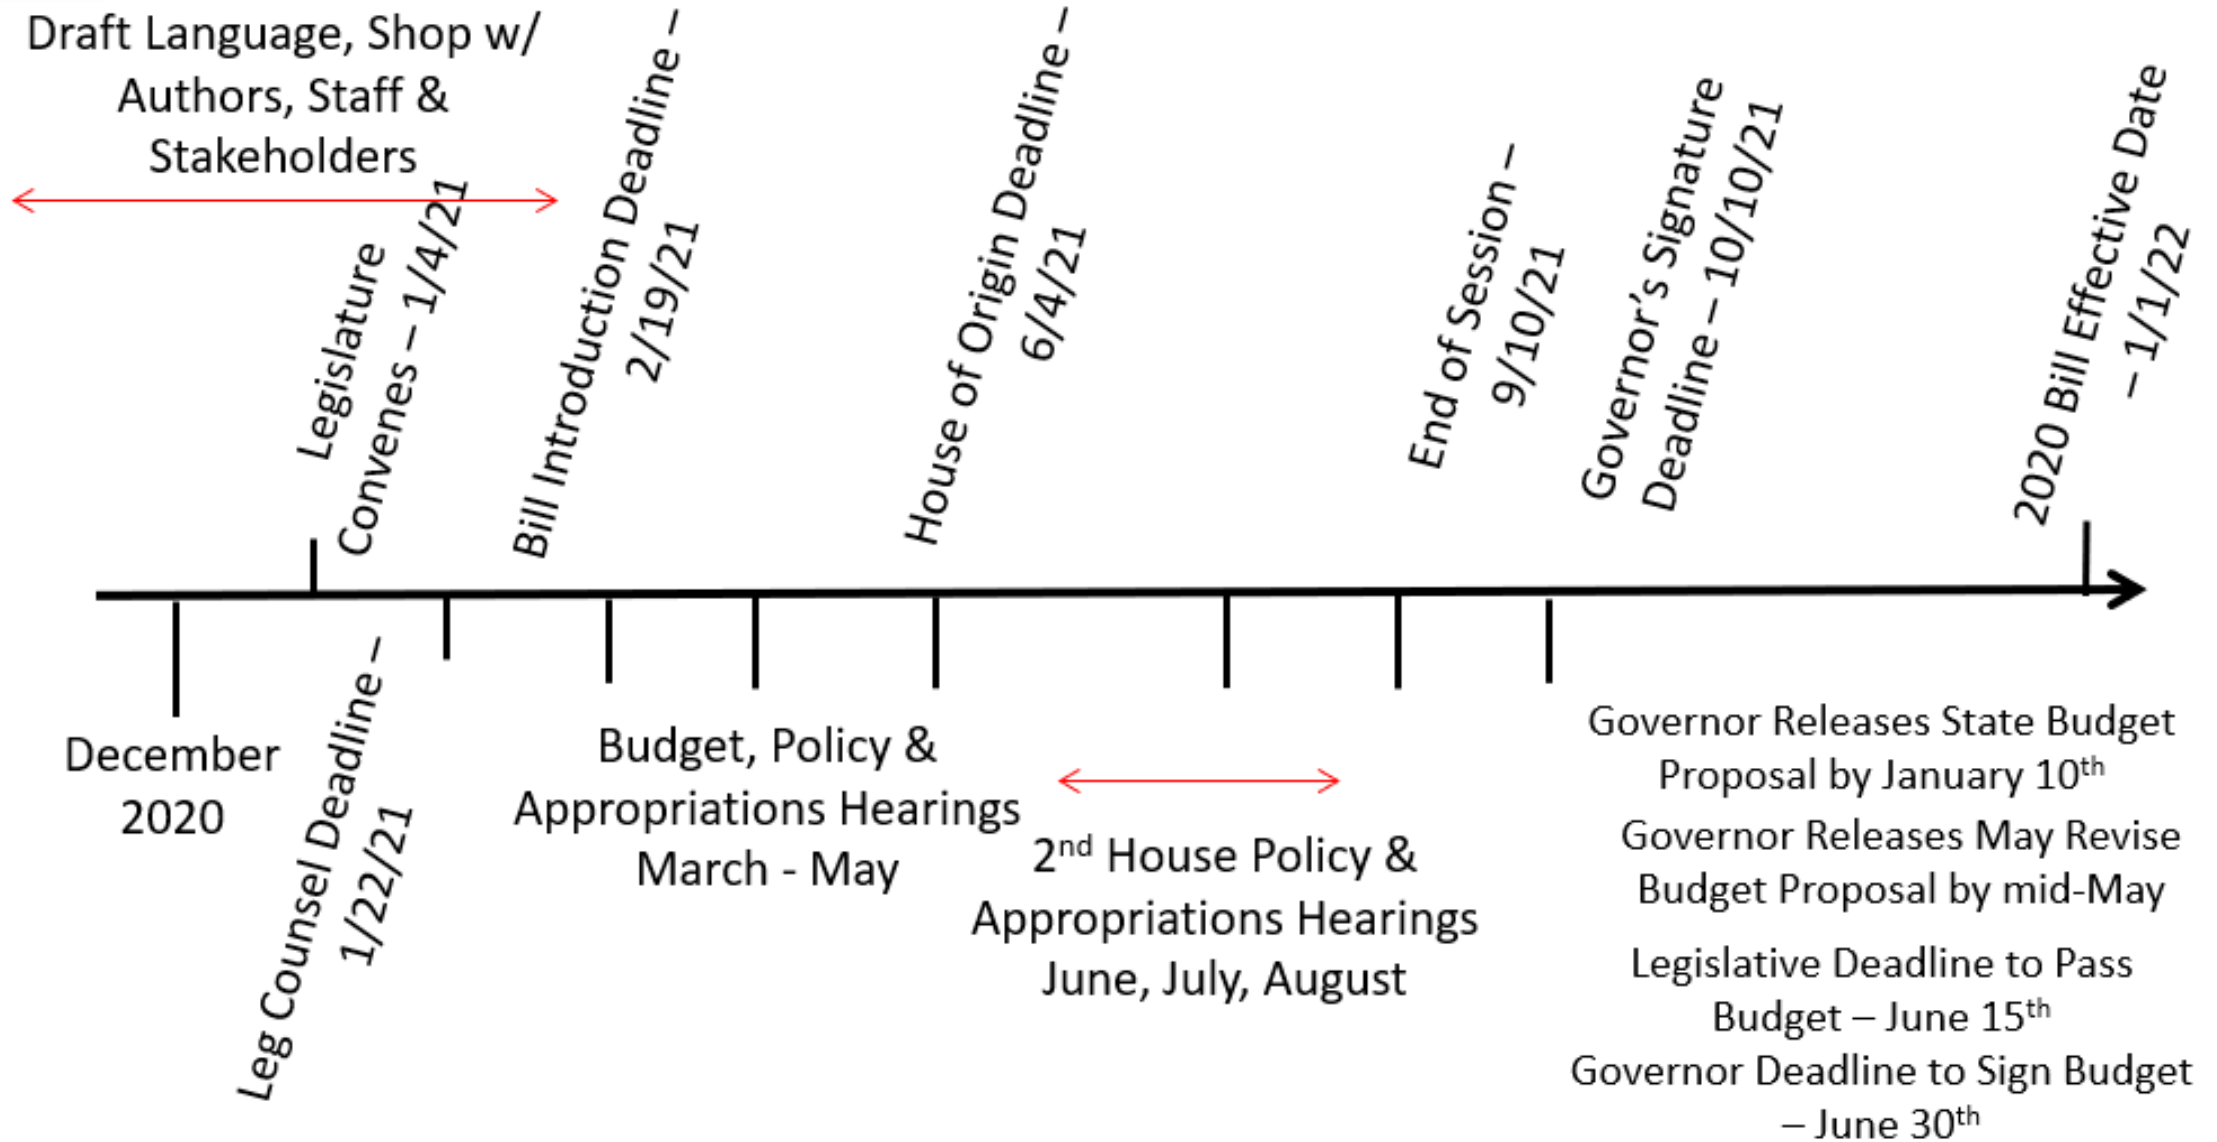 Draft Language, Shop w/
Authors, Staff &
Stakeholders
Legislature
Convenes – 1/4/21
Bill Introduction Deadline –
2/19/21
House of Origin Deadline –
6/4/21
End of Session –
9/10/21
Governor’s Signature
Deadline – 10/10/21
2020 Bill Effective Date
– 1/1/22
December
2020
Leg Counsel Deadline –
1/22/21
Budget, Policy &
Appropriations Hearings
March - May
2nd House Policy &
Appropriations Hearings
June, July, August
Governor Releases State Budget
Proposal by January 10th
Governor Releases May Revise
Budget Proposal by mid-May
Legislative Deadline to Pass
Budget – June 15th
Governor Deadline to Sign Budget
– June 30th